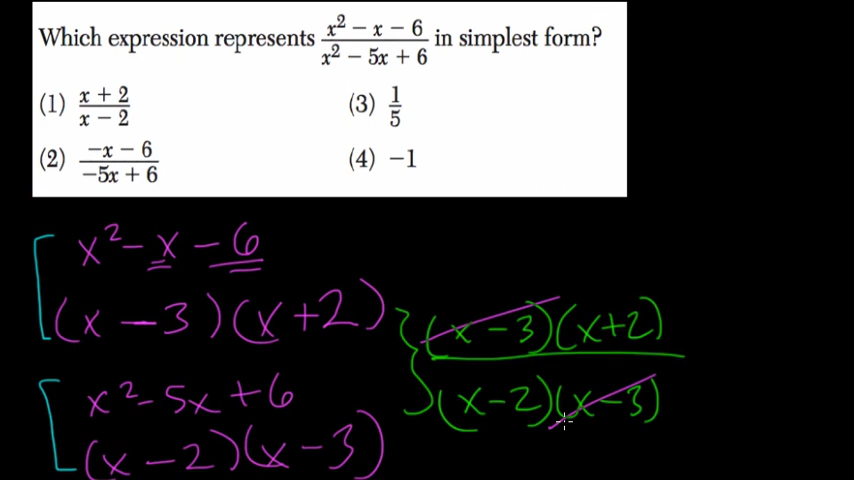 Which expression represents (x² − x − 6)/(x² − 5x + 6) in simplest form?
(1) (x + 2)/(x − 2)
(3) 1/5
(2) (−x − 6)/(−5x + 6)
(4) −1
x² − x − 6
(x − 3)(x + 2)
(x − 3)(x + 2)
(x − 2)(x − 3)
x² − 5x + 6
(x − 2)(x − 3)